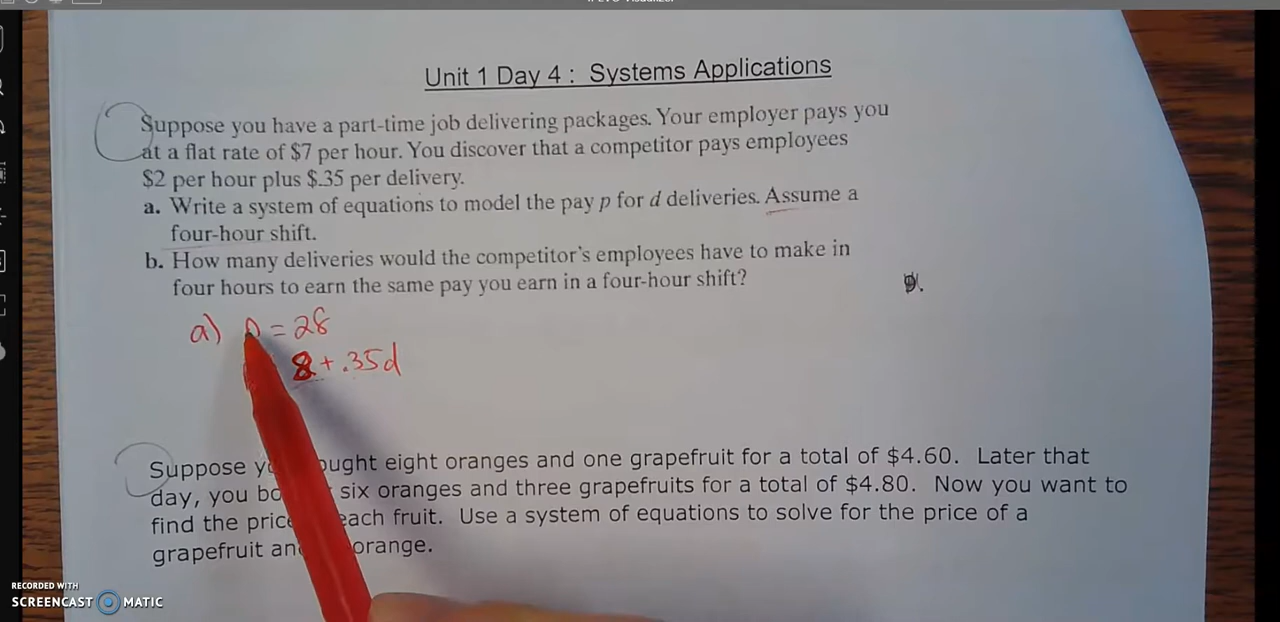 Unit 1 Day 4 : Systems Applications
Suppose you have a part-time job delivering packages. Your employer pays you
at a flat rate of $7 per hour. You discover that a competitor pays employees
$2 per hour plus $.35 per delivery.
a. Write a system of equations to model the pay p for d deliveries. Assume a
four-hour shift.
b. How many deliveries would the competitor's employees have to make in
four hours to earn the same pay you earn in a four-hour shift?
a) p = 28
8 + .35d
Suppose ought eight oranges and one grapefruit for a total of $4.60. Later that
day, you bo six oranges and three grapefruits for a total of $4.80. Now you want to
find the price each fruit. Use a system of equations to solve for the price of a
grapefruit an orange.
RECORDED WITH
SCREENCAST MATIC